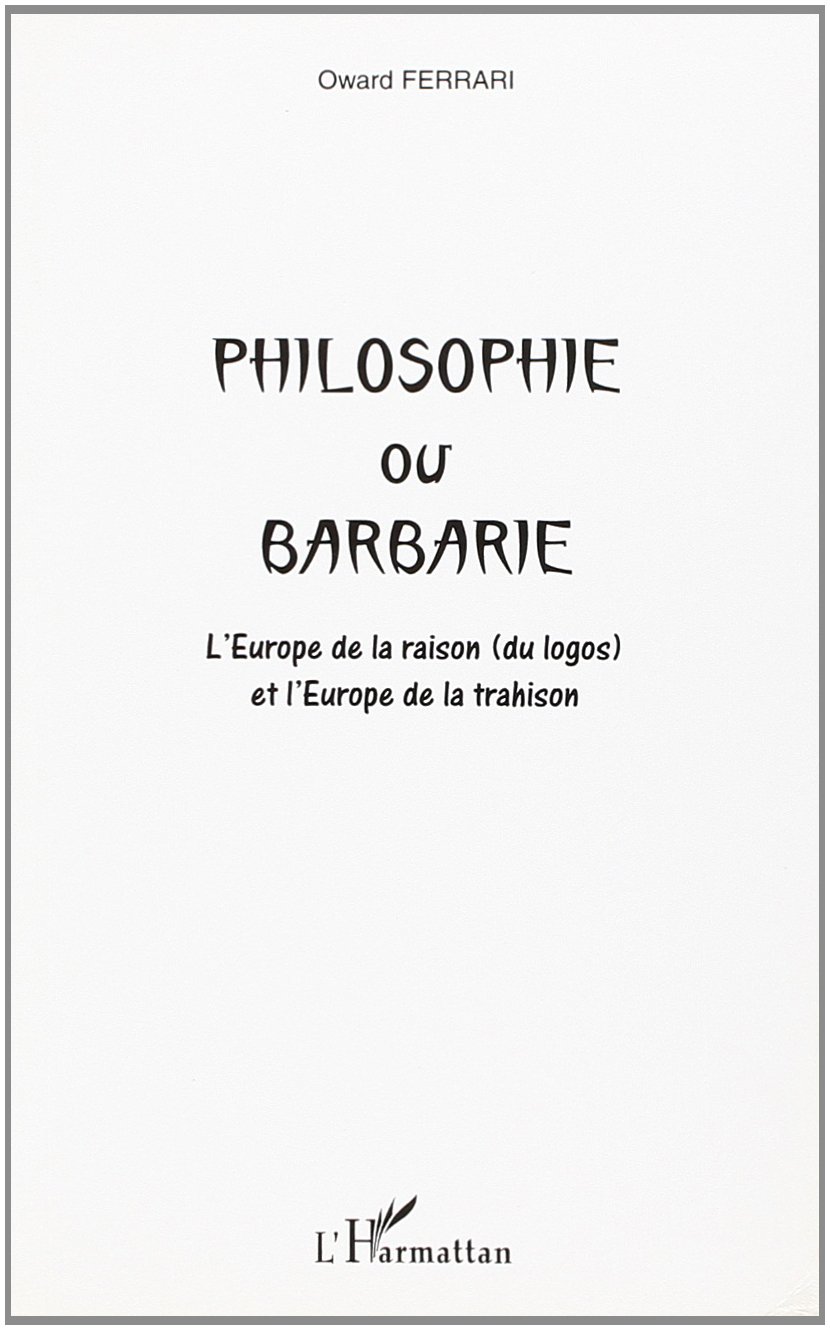 Oward FERRARI
PHILOSOPHIE
OU
BARBARIE
L'Europe de la raison (du logos)
et l'Europe de la trahison
L'Harmattan